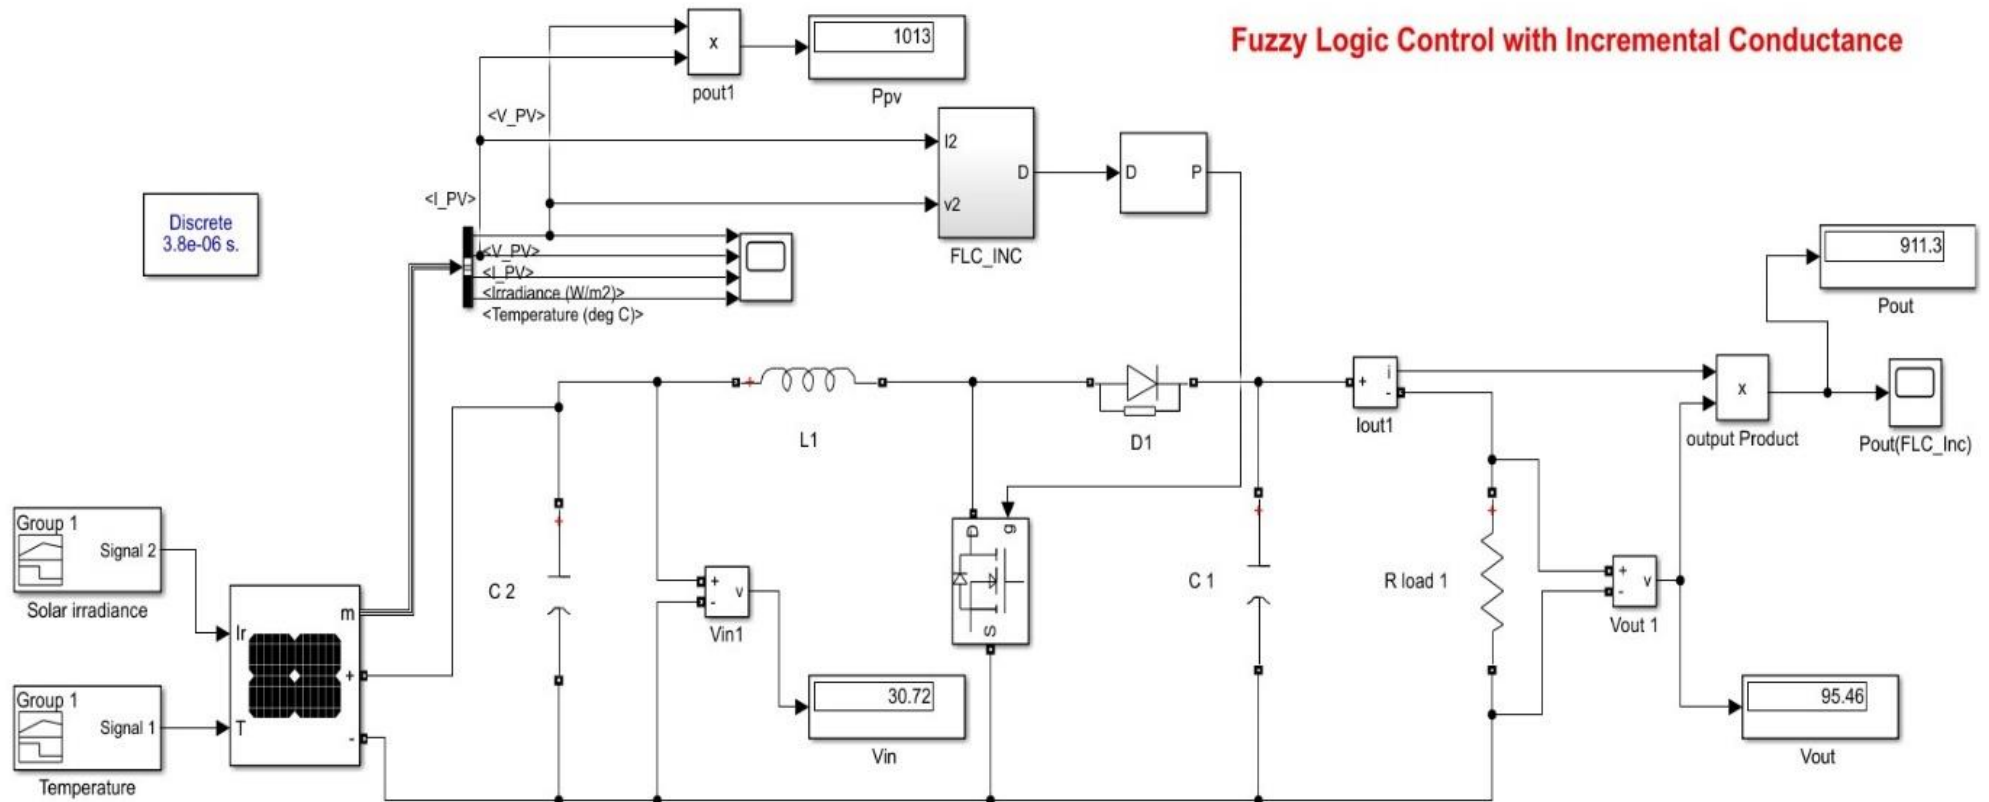 Fuzzy Logic Control with Incremental Conductance
x
pout1
1013
Ppv
<V_PV>
<I_PV>
I2
v2
D
FLC_INC
D
P
Discrete
3.8e-06 s.
<V_PV>
<I_PV>
<Irradiance (W/m2)>
<Temperature (deg C)>
911.3
Pout
+
L1
D1
+
i
-
Iout1
x
output Product
Pout(FLC_Inc)
Group 1
Signal 2
Solar irradiance
Group 1
Signal 1
Temperature
m
Ir
+
T
-
+
C 2
+
-
v
Vin1
30.72
Vin
D
g
S
+
C 1
+
R load 1
+
-
v
Vout 1
95.46
Vout